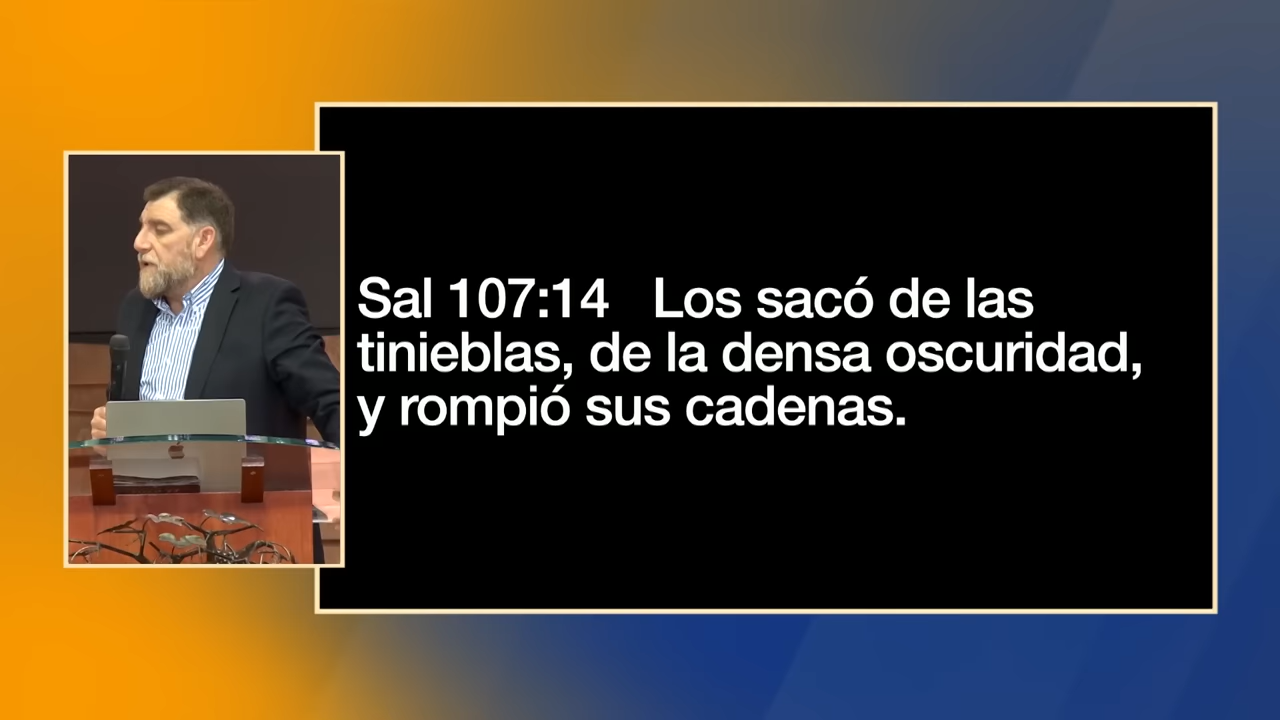 Sal 107:14 Los sacó de las
tinieblas, de la densa oscuridad,
y rompió sus cadenas.